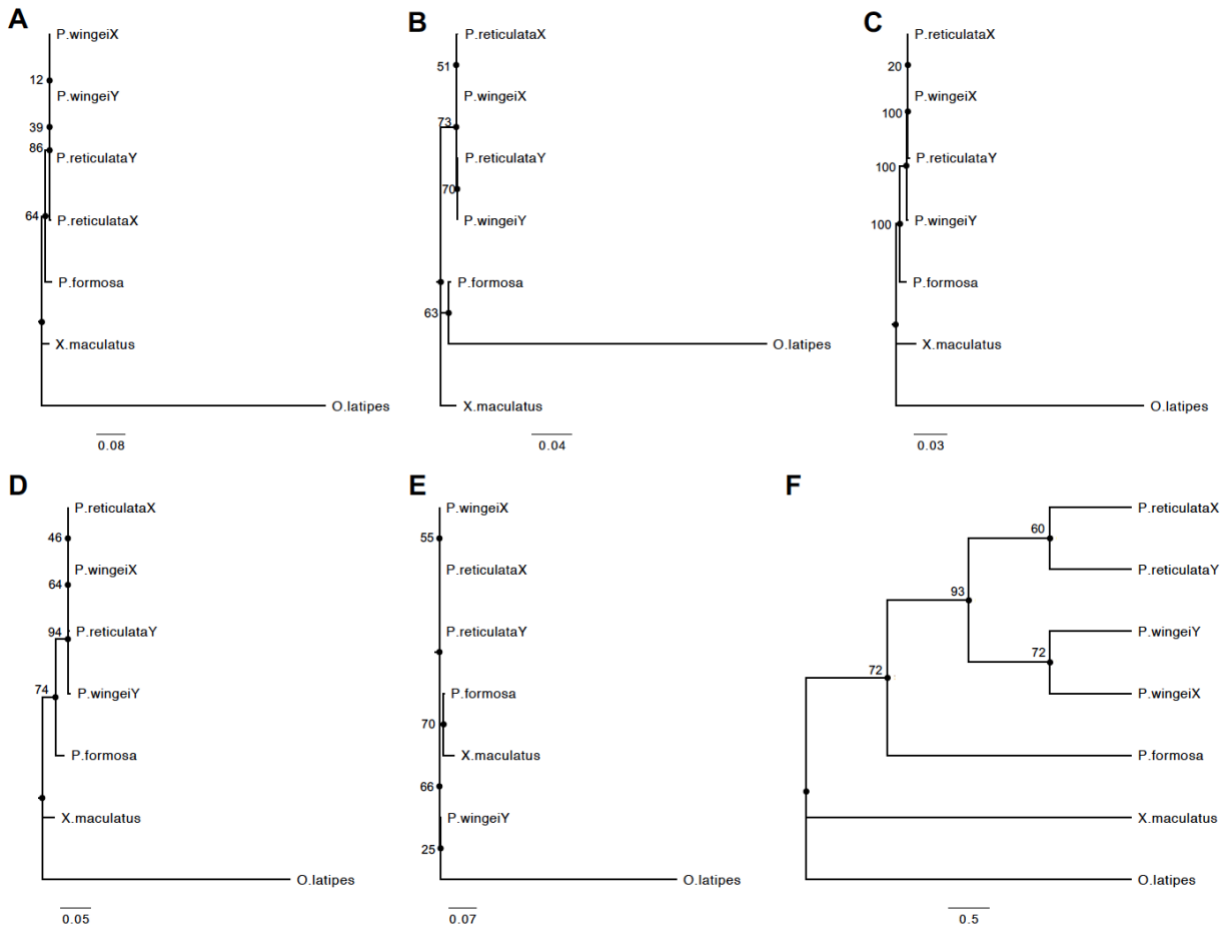 A
P.wingeiX
12
P.wingeiY
39
86
P.reticulataY
64
P.reticulataX
P.formosa
X.maculatus
O.latipes
0.08
B
P.reticulataX
51
P.wingeiX
73
P.reticulataY
70
P.wingeiY
P.formosa
63
O.latipes
X.maculatus
0.04
C
P.reticulataX
20
P.wingeiX
100
P.reticulataY
100
P.wingeiY
100
P.formosa
X.maculatus
O.latipes
0.03
D
P.reticulataX
46
P.wingeiX
64
P.reticulataY
94
74
P.wingeiY
P.formosa
X.maculatus
O.latipes
0.05
E
P.wingeiX
55
P.reticulataX
P.reticulataY
P.formosa
70
X.maculatus
66
P.wingeiY
25
O.latipes
0.07
F
P.reticulataX
60
P.reticulataY
93
P.wingeiY
72
72
P.wingeiX
P.formosa
X.maculatus
O.latipes
0.5